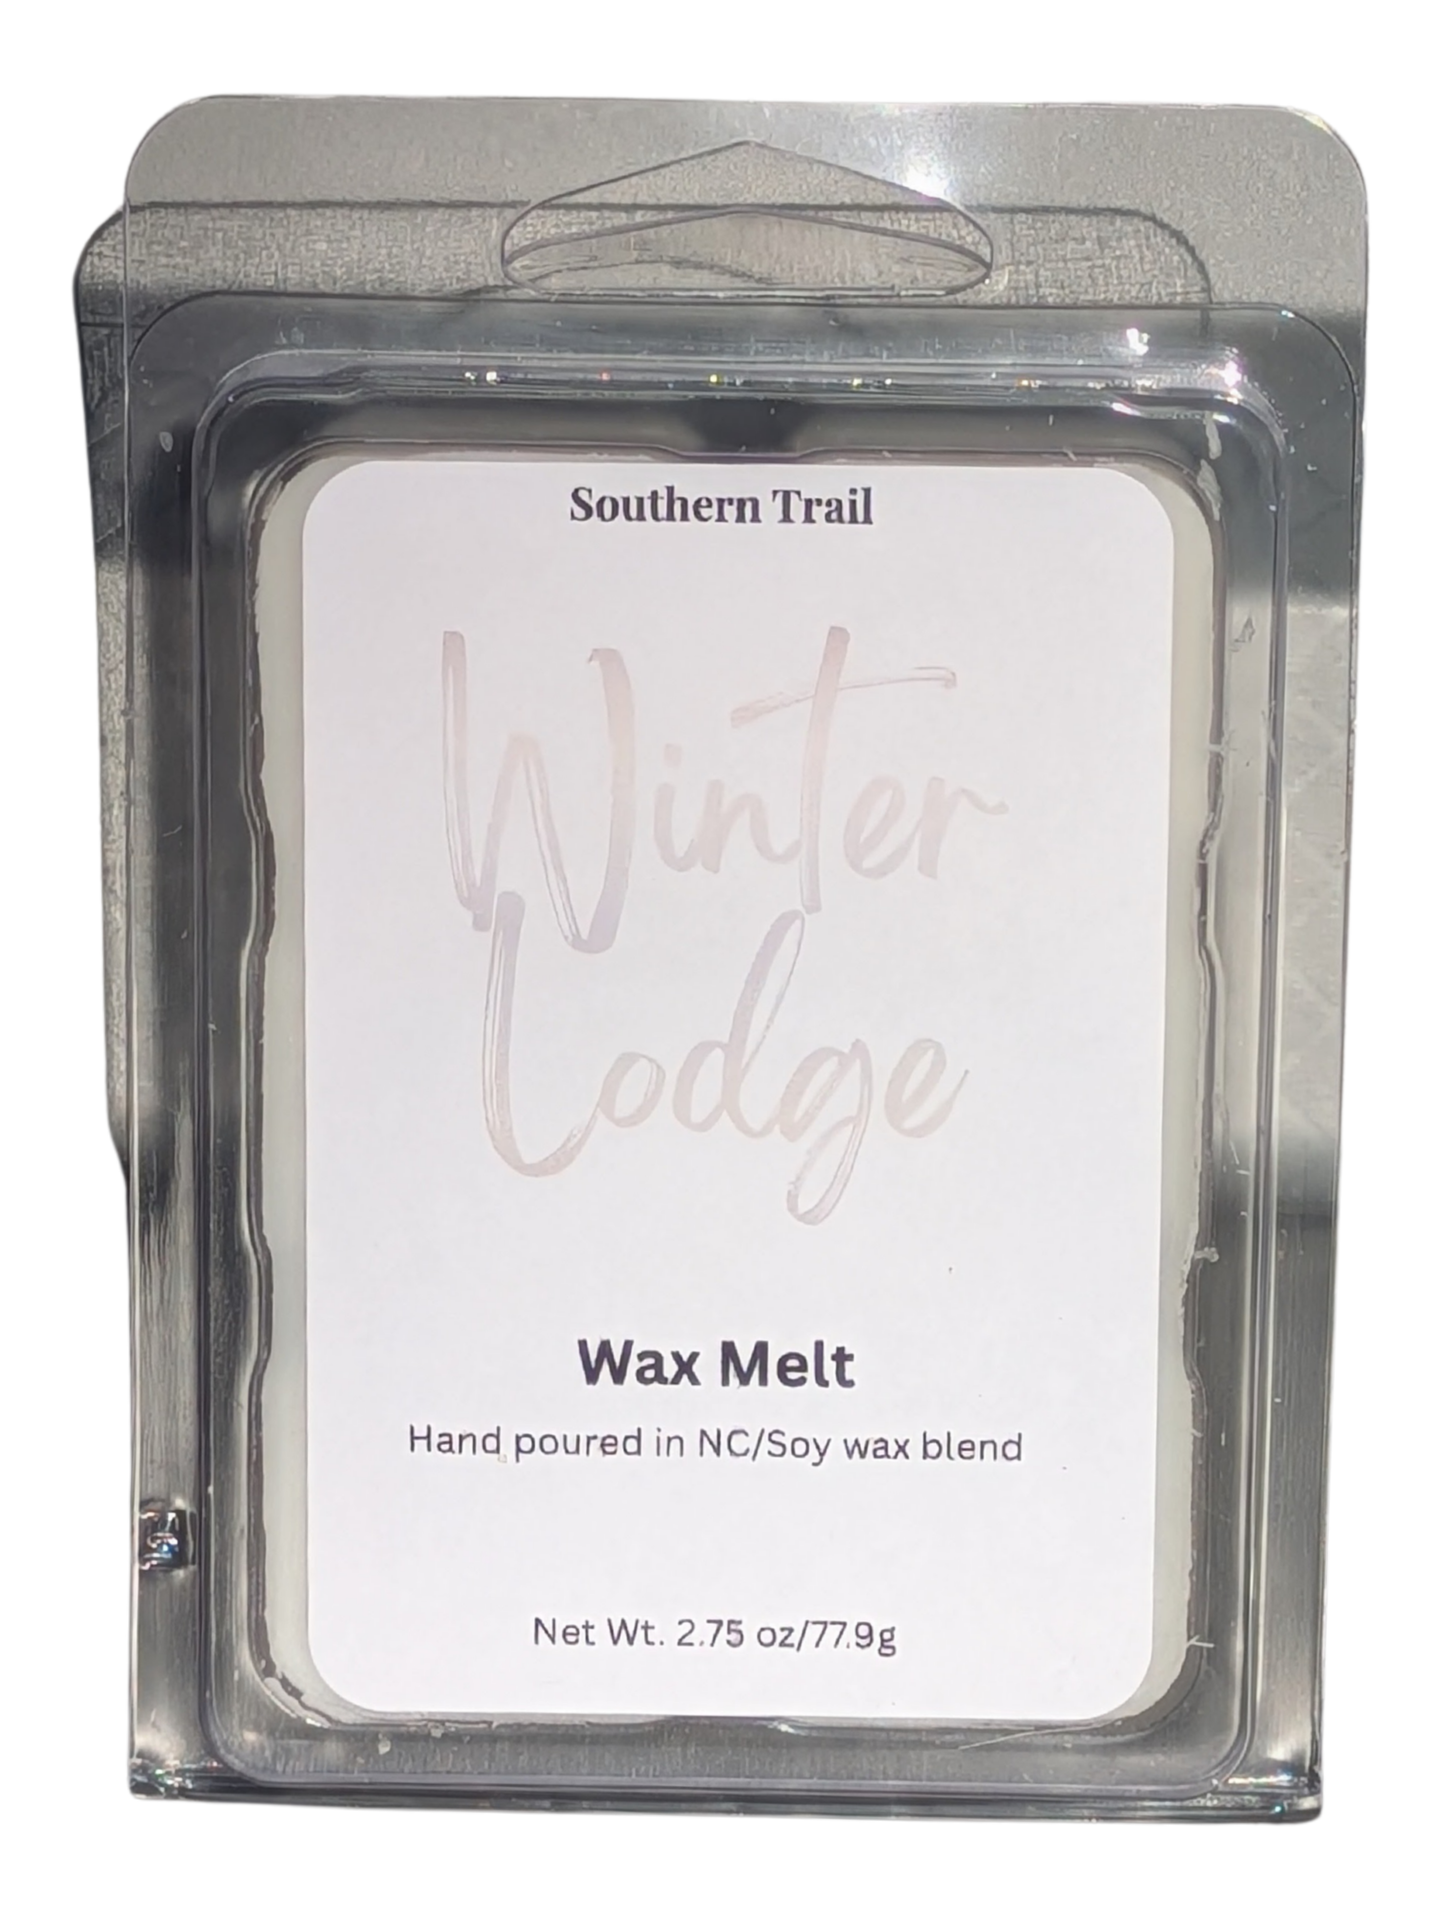 Southern Trail
Winter
Lodge
Wax Melt
Hand poured in NC/Soy wax blend
Net Wt. 2.75 oz/77.9g